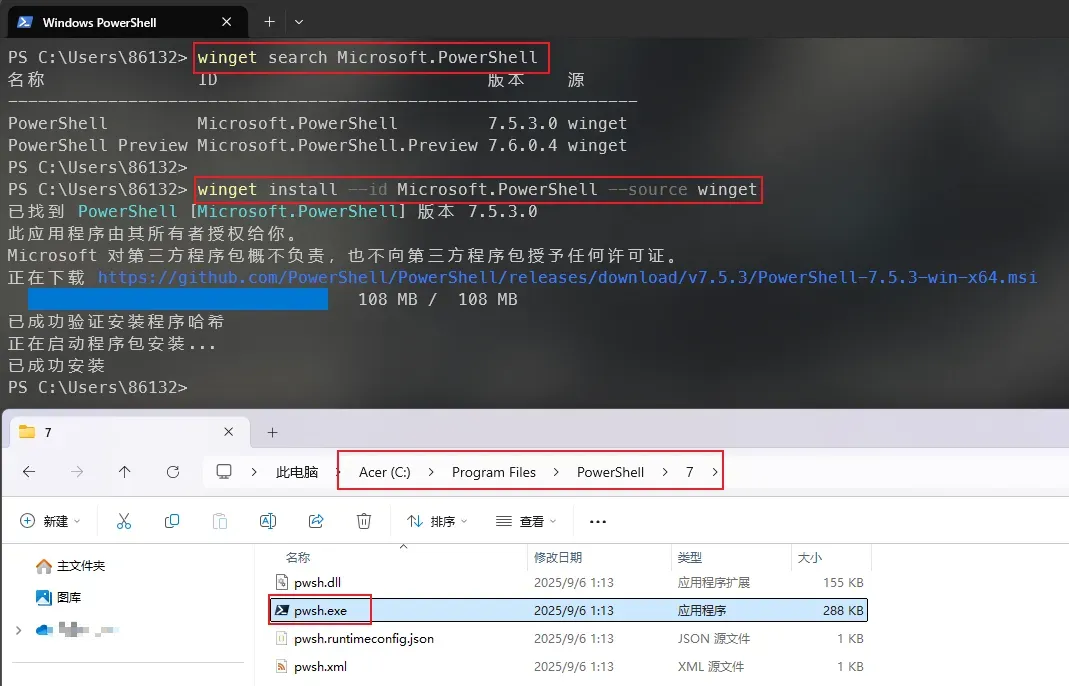 Windows PowerShell
PS C:\Users\86132> winget search Microsoft.PowerShell
名称 ID 版本 源
---------------------------------------------------------------
PowerShell Microsoft.PowerShell 7.5.3.0 winget
PowerShell Preview Microsoft.PowerShell.Preview 7.6.0.4 winget
PS C:\Users\86132>
PS C:\Users\86132> winget install --id Microsoft.PowerShell --source winget
已找到 PowerShell [Microsoft.PowerShell] 版本 7.5.3.0
此应用程序由其所有者授权给你。
Microsoft 对第三方程序包概不负责，也不向第三方程序包授予任何许可证。
正在下载 https://github.com/PowerShell/PowerShell/releases/download/v7.5.3/PowerShell-7.5.3-win-x64.msi
108 MB / 108 MB
已成功验证安装程序哈希
正在启动程序包安装...
已成功安装
PS C:\Users\86132>
7
此电脑 > Acer (C:) > Program Files > PowerShell > 7 >
新建 排序 查看 ...
名称 修改日期 类型 大小
主文件夹
图库
pwsh.dll 2025/9/6 1:13 应用程序扩展 155 KB
pwsh.exe 2025/9/6 1:13 应用程序 288 KB
pwsh.runtimeconfig.json 2025/9/6 1:13 JSON 源文件 1 KB
pwsh.xml 2025/9/6 1:13 XML 源文件 1 KB